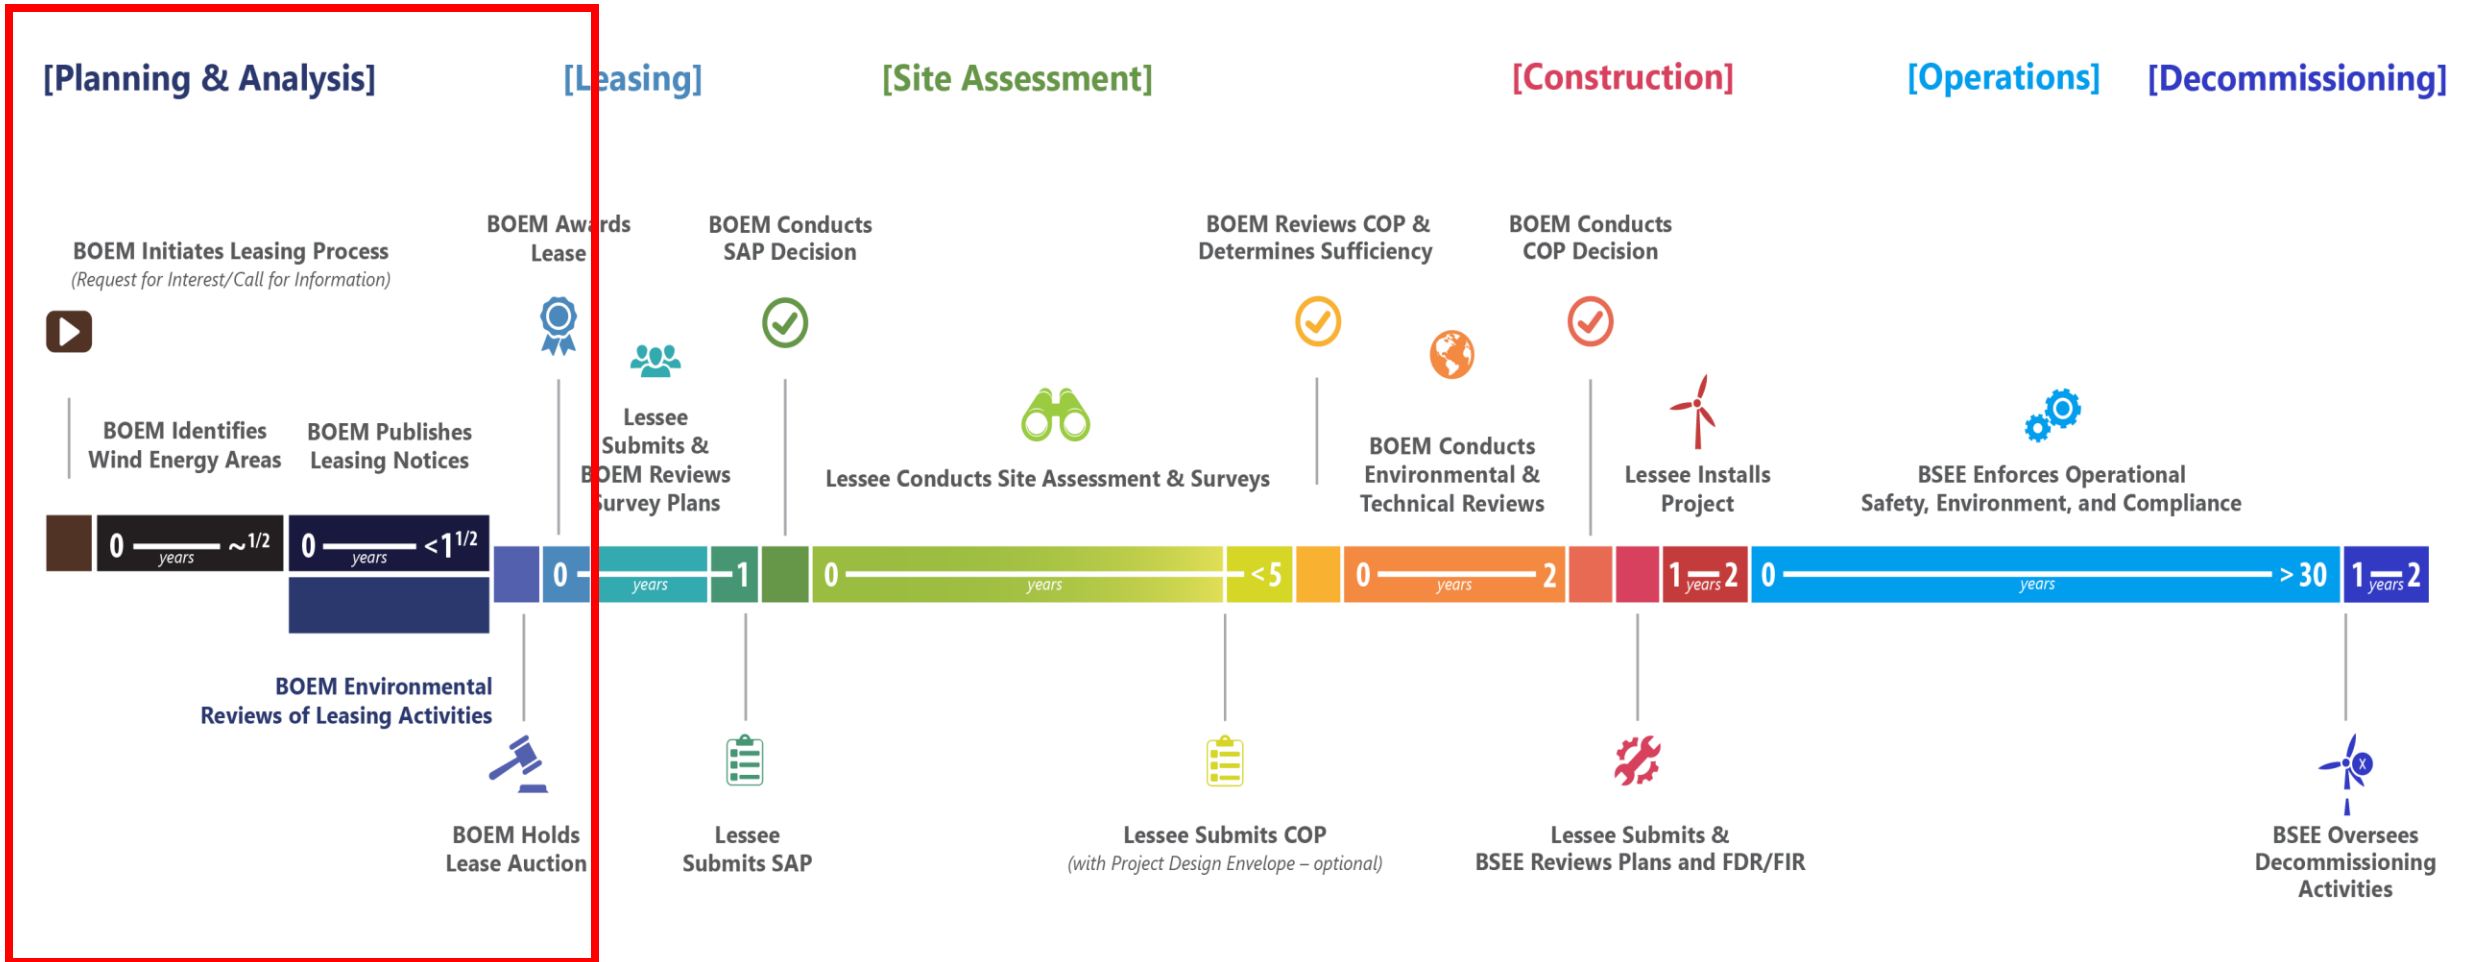 [Planning & Analysis]
[Leasing]
[Site Assessment]
[Construction]
[Operations]
[Decommissioning]
BOEM Initiates Leasing Process
(Request for Interest/Call for Information)
BOEM Awards
Lease
BOEM Conducts
SAP Decision
BOEM Reviews COP &
Determines Sufficiency
BOEM Conducts
COP Decision
BOEM Identifies
Wind Energy Areas
BOEM Publishes
Leasing Notices
Lessee
Submits &
BOEM Reviews
Survey Plans
Lessee Conducts Site Assessment & Surveys
BOEM Conducts
Environmental &
Technical Reviews
Lessee Installs
Project
BSEE Enforces Operational
Safety, Environment, and Compliance
0 years ~1/2
0 years <1 1/2
0 years 1
0 years <5
0 years 2
1 years 2
0 years >30
1 years 2
BOEM Environmental
Reviews of Leasing Activities
BOEM Holds
Lease Auction
Lessee
Submits SAP
Lessee Submits COP
(with Project Design Envelope – optional)
Lessee Submits &
BSEE Reviews Plans and FDR/FIR
X
BSEE Oversees
Decommissioning
Activities